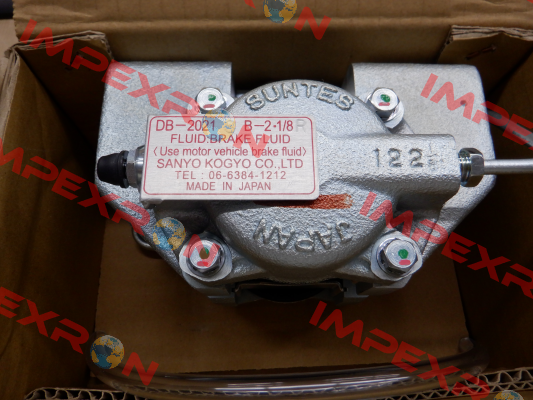 IMPEXRON
SUNTES
DB-2021 B-2-1/8R
FLUID:BRAKE FLUID
(Use motor vehicle brake fluid)
SANYO KOGYO CO.,LTD
TEL : 06-6384-1212
MADE IN JAPAN
122
JAPAN